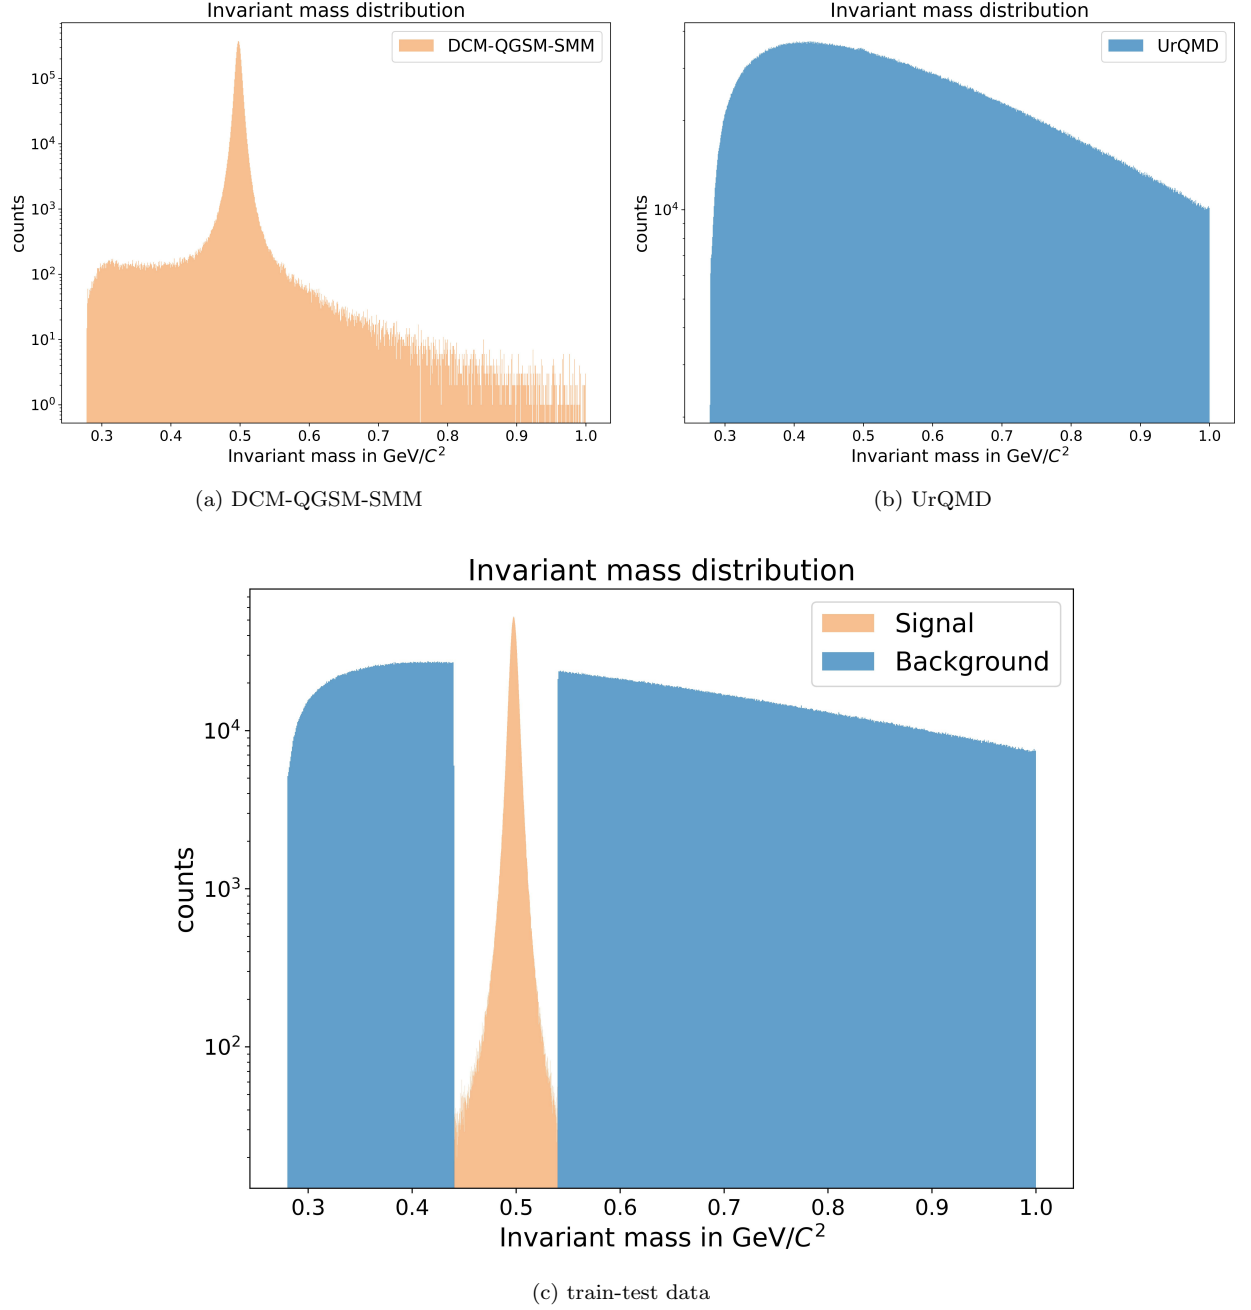 Invariant mass distribution
DCM-QGSM-SMM
counts
10^5
10^4
10^3
10^2
10^1
10^0
0.3 0.4 0.5 0.6 0.7 0.8 0.9 1.0
Invariant mass in GeV/C^2
(a) DCM-QGSM-SMM
Invariant mass distribution
UrQMD
counts
10^4
0.3 0.4 0.5 0.6 0.7 0.8 0.9 1.0
Invariant mass in GeV/C^2
(b) UrQMD
Invariant mass distribution
Signal
Background
counts
10^4
10^3
10^2
0.3 0.4 0.5 0.6 0.7 0.8 0.9 1.0
Invariant mass in GeV/C^2
(c) train-test data